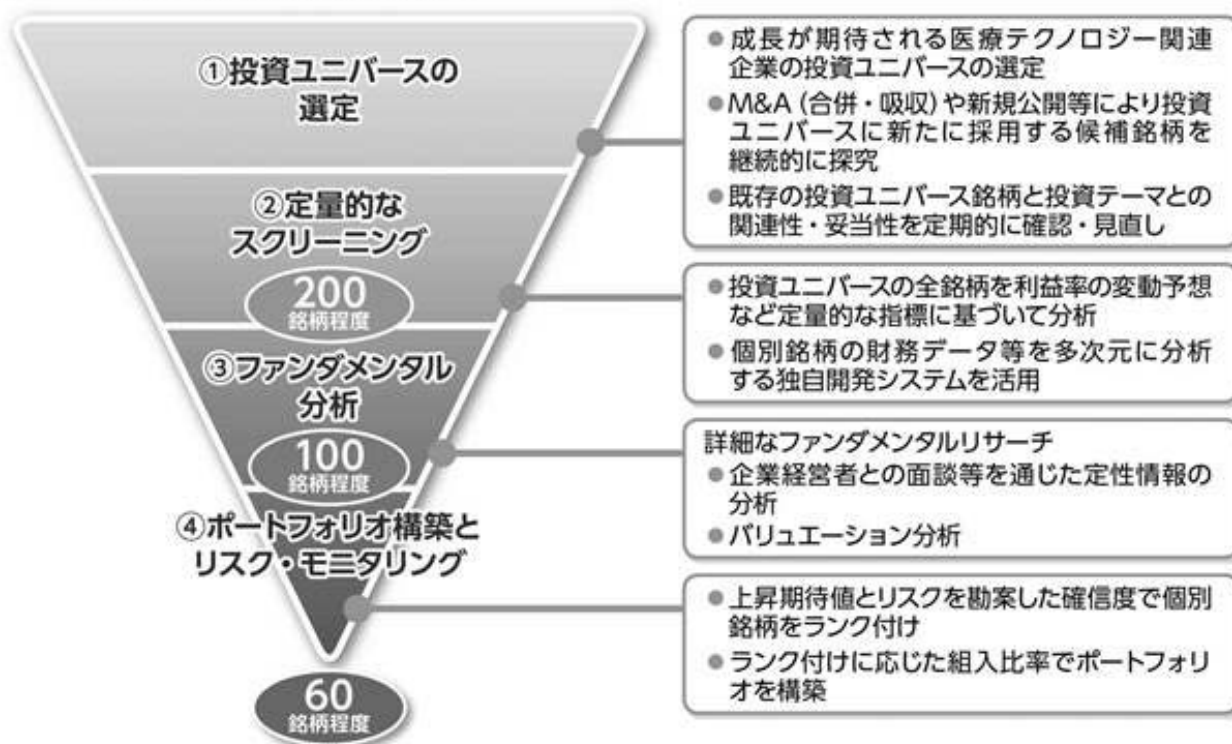 ①投資ユニバースの
選定
②定量的な
スクリーニング
200
銘柄程度
③ファンダメンタル
分析
100
銘柄程度
④ポートフォリオ構築と
リスク・モニタリング
60
銘柄程度
●成長が期待される医療テクノロジー関連
企業の投資ユニバースの選定
●M&A(合併・吸収)や新規公開等により投資
ユニバースに新たに採用する候補銘柄を
継続的に探究
●既存の投資ユニバース銘柄と投資テーマとの
関連性・妥当性を定期的に確認・見直し
●投資ユニバースの全銘柄を利益率の変動予想
など定量的な指標に基づいて分析
●個別銘柄の財務データ等を多次元に分析
する独自開発システムを活用
詳細なファンダメンタルリサーチ
●企業経営者との面談等を通じた定性情報の
分析
●バリュエーション分析
●上昇期待値とリスクを勘案した確信度で個別
銘柄をランク付け
●ランク付けに応じた組入比率でポートフォリ
オを構築